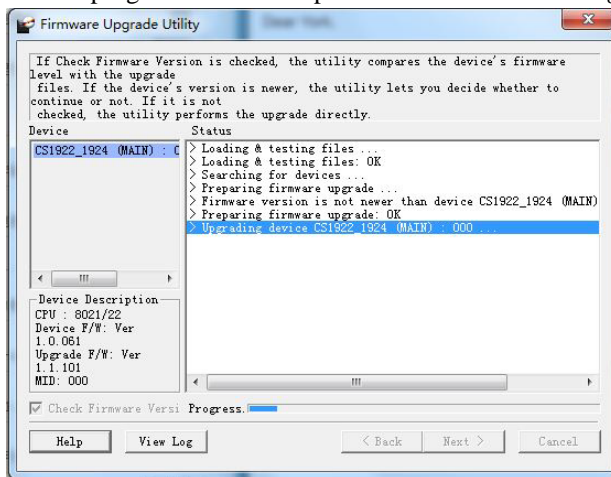 Firmware Upgrade Utility
If Check Firmware Version is checked, the utility compares the device's firmware
level with the upgrade
files. If the device's version is newer, the utility lets you decide whether to
continue or not. If it is not
checked, the utility performs the upgrade directly.
Device
CS1922_1924 (MAIN) : 0
Status
> Loading & testing files ...
> Loading & testing files: OK
> Searching for devices ...
> Preparing firmware upgrade ...
> Firmware version is not newer than device CS1922_1924 (MAIN)
> Preparing firmware upgrade: OK
> Upgrading device CS1922_1924 (MAIN) : 000 ...
Device Description
CPU : 8021/22
Device F/W: Ver
1.0.061
Upgrade F/W: Ver
1.1.101
MID: 000
Check Firmware Versi
Progress.
Help
View Log
< Back
Next >
Cancel